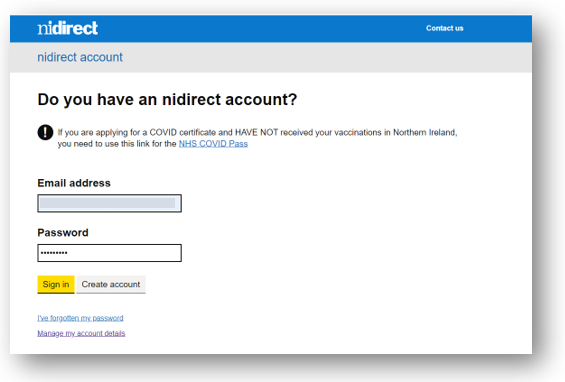 nidirect
Contact us
nidirect account
Do you have an nidirect account?
! If you are applying for a COVID certificate and HAVE NOT received your vaccinations in Northern Ireland,
you need to use this link for the NHS COVID Pass
Email address
Password
•••••••••
Sign in Create account
I've forgotten my password
Manage my account details